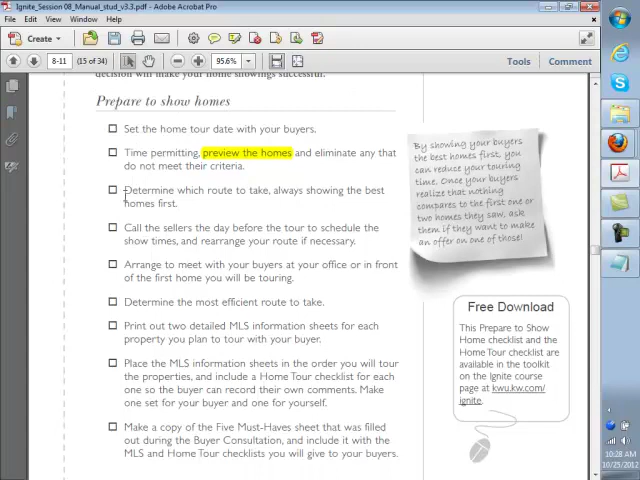 Ignite_Session 08_Manual_stud_v3.3.pdf - Adobe Acrobat Pro
File Edit View Window Help
Create
8-11 (15 of 34) 95.6% Tools Comment
decision will make your home showings successful.
Prepare to show homes
Set the home tour date with your buyers.
Time permitting, preview the homes and eliminate any that
do not meet their criteria.
Determine which route to take, always showing the best
homes first.
Call the sellers the day before the tour to schedule the
show times, and rearrange your route if necessary.
Arrange to meet with your buyers at your office or in front
of the first home you will be touring.
Determine the most efficient route to take.
Print out two detailed MLS information sheets for each
property you plan to tour with your buyer.
Place the MLS information sheets in the order you will tour
the properties, and include a Home Tour checklist for each
one so the buyer can record their own comments. Make
one set for your buyer and one for yourself.
Make a copy of the Five Must-Haves sheet that was filled
out during the Buyer Consultation, and include it with the
MLS and Home Tour checklists you will give to your buyers.
By showing your buyers
the best homes first, you
can reduce your touring
time. Once your buyers
realize that nothing
compares to the first one or
two homes they saw, ask
them if they want to make
an offer on one of those!
Free Download
This Prepare to Show
Home checklist and the
Home Tour checklist are
available in the toolkit
on the Ignite course
page at kwu.kw.com/
ignite.
10:28 AM
10/25/2012